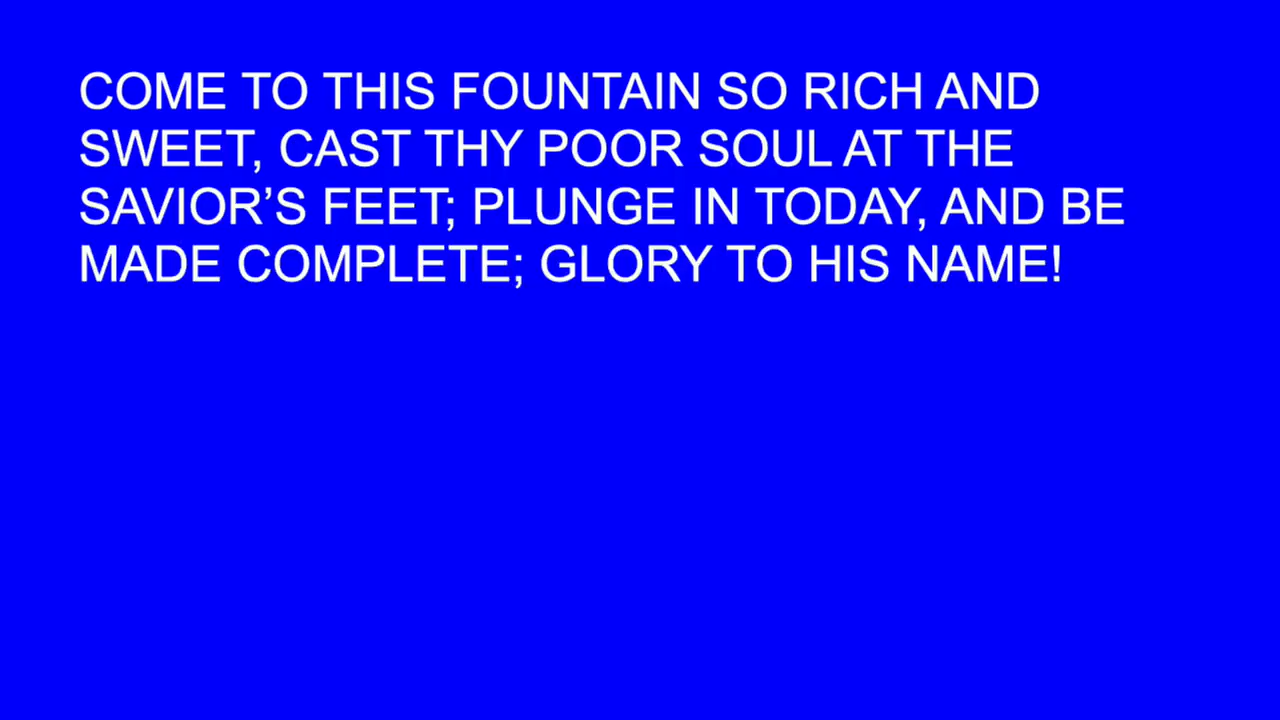 COME TO THIS FOUNTAIN SO RICH AND
SWEET, CAST THY POOR SOUL AT THE
SAVIOR’S FEET; PLUNGE IN TODAY, AND BE
MADE COMPLETE; GLORY TO HIS NAME!